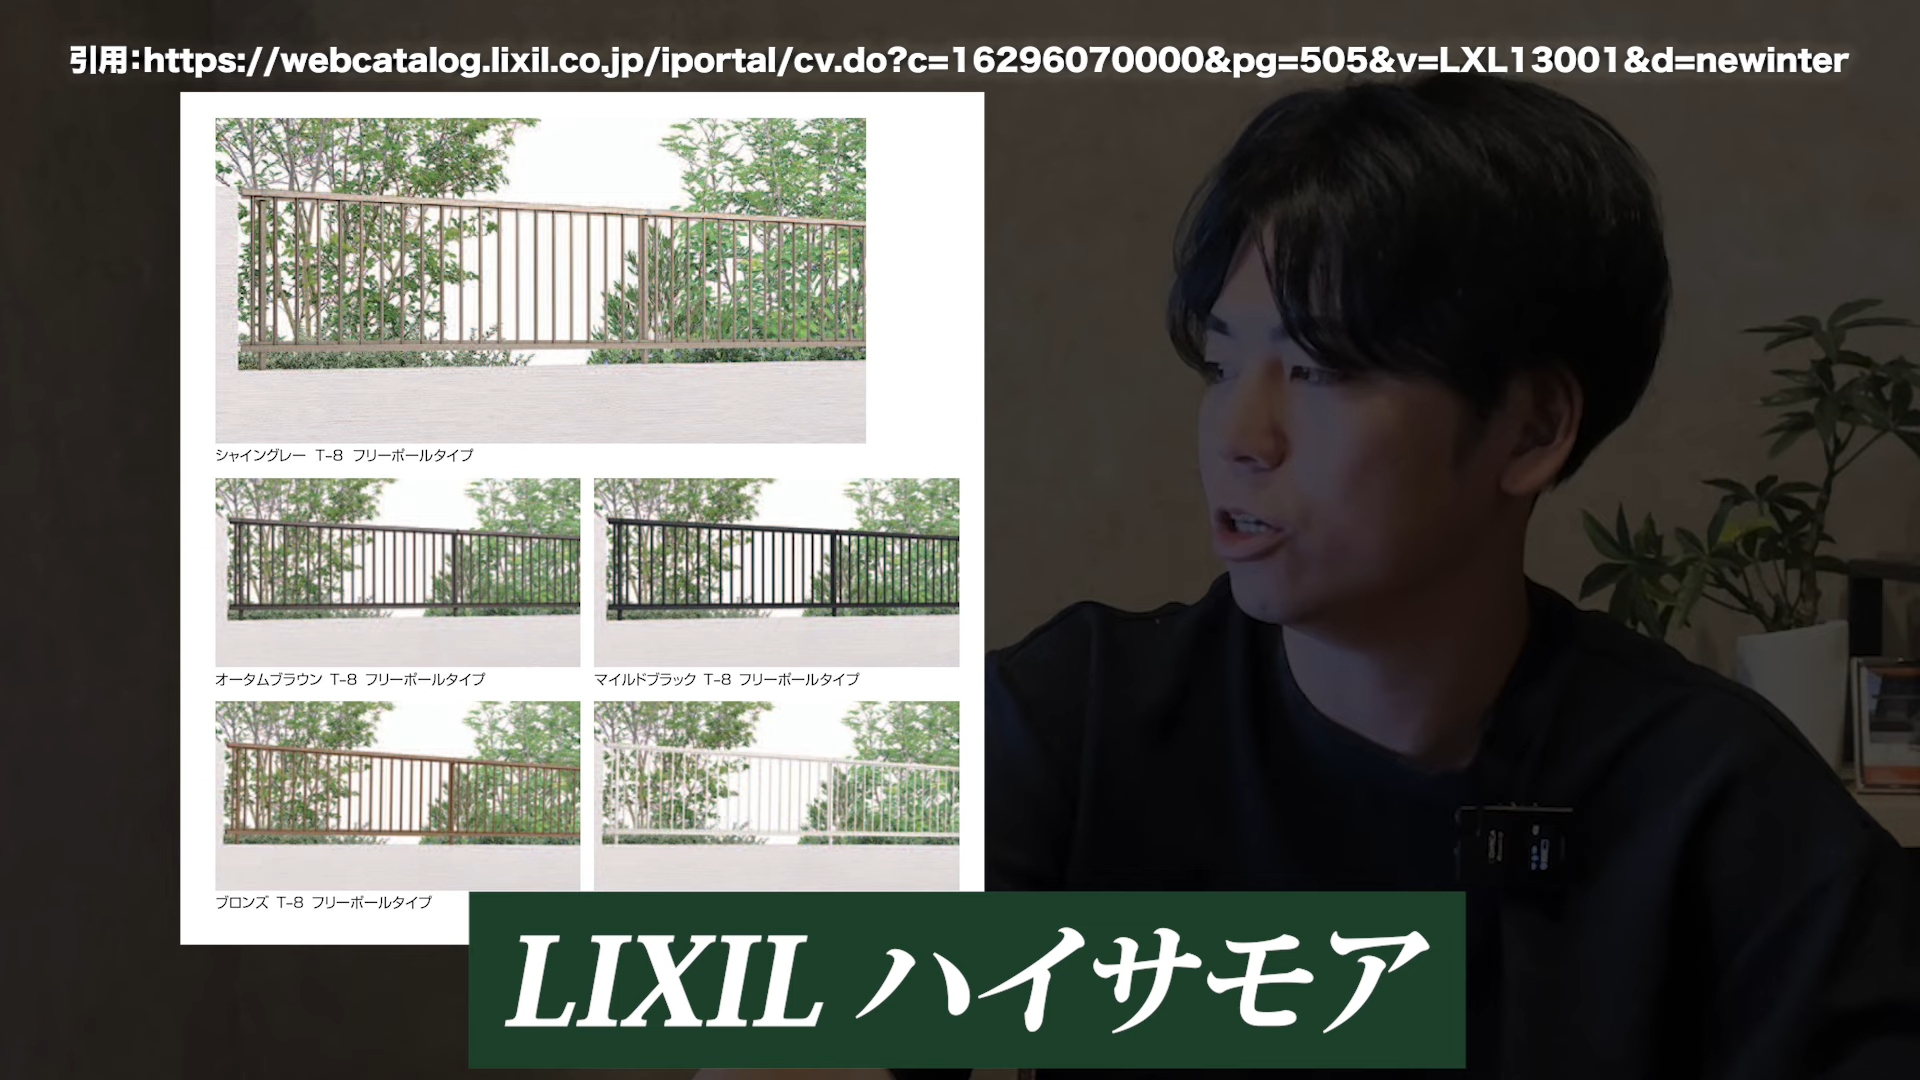 引用:https://webcatalog.lixil.co.jp/iportal/cv.do?c=16296070000&pg=505&v=LXL13001&d=newinter
シャイングレー T-8 フリーポールタイプ
オータムブラウン T-8 フリーポールタイプ
マイルドブラック T-8 フリーポールタイプ
ブロンズ T-8 フリーポールタイプ
LIXIL ハイサモア